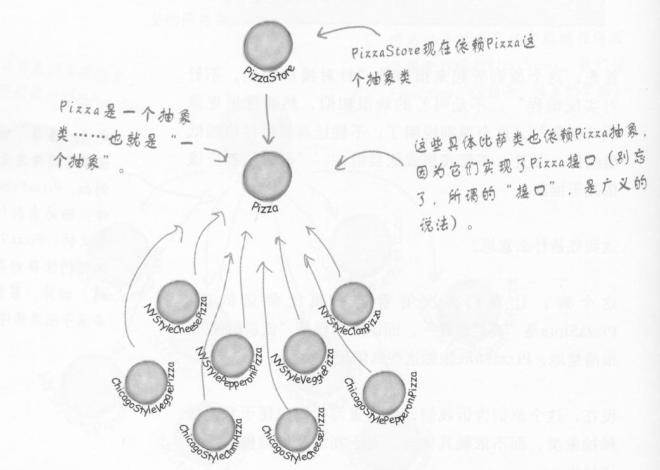 PizzaStore
PizzaStore现在依赖Pizza这
个抽象类
Pizza是一个抽象
类……也就是“一
个抽象”。
这些具体比萨类也依赖Pizza抽象，
因为它们实现了Pizza接口（别忘
了，所谓的“接口”，是广义的
说法）。
Pizza
NYStyleCheesePizza
NYStyleClamPizza
NYStylePepperoniPizza
NYStyleVeggiePizza
ChicagoStyleVeggiePizza
ChicagoStylePepperoniPizza
ChicagoStyleClamPizza
ChicagoStyleCheesePizza